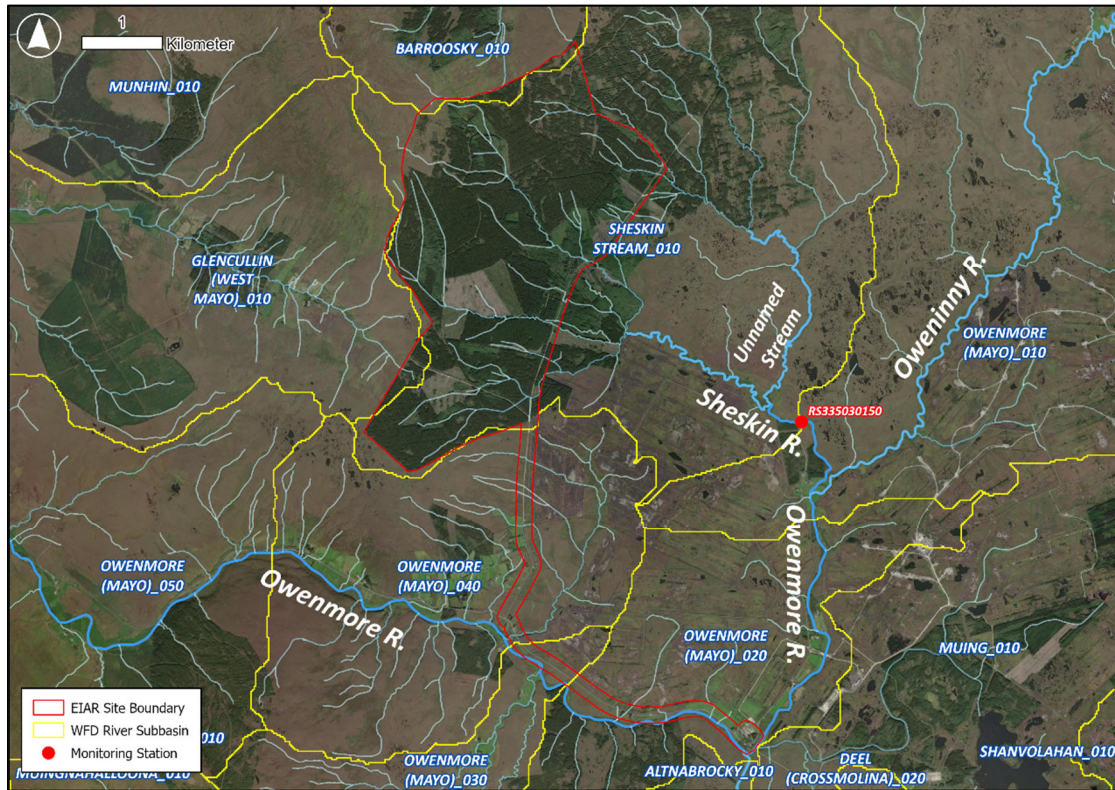 1
Kilometer
BARROOSKY_010
MUNHIN_010
SHESKIN
STREAM_010
GLENCULLIN
(WEST
MAYO)_010
Unnamed
Stream
Oweninny R.
OWENMORE
(MAYO)_010
Sheskin R.
RS335030150
OWENMORE
(MAYO)_050
Owenmore R.
OWENMORE
(MAYO)_040
Owenmore R.
OWENMORE
(MAYO)_020
MUING_010
EIAR Site Boundary
WFD River Subbasin
Monitoring Station
010
MUINGNAHALLOONA_010
OWENMORE
(MAYO)_030
ALTNABROCKY_010
DEEL
(CROSSMOLINA)_020
SHANVOLAHAN_010